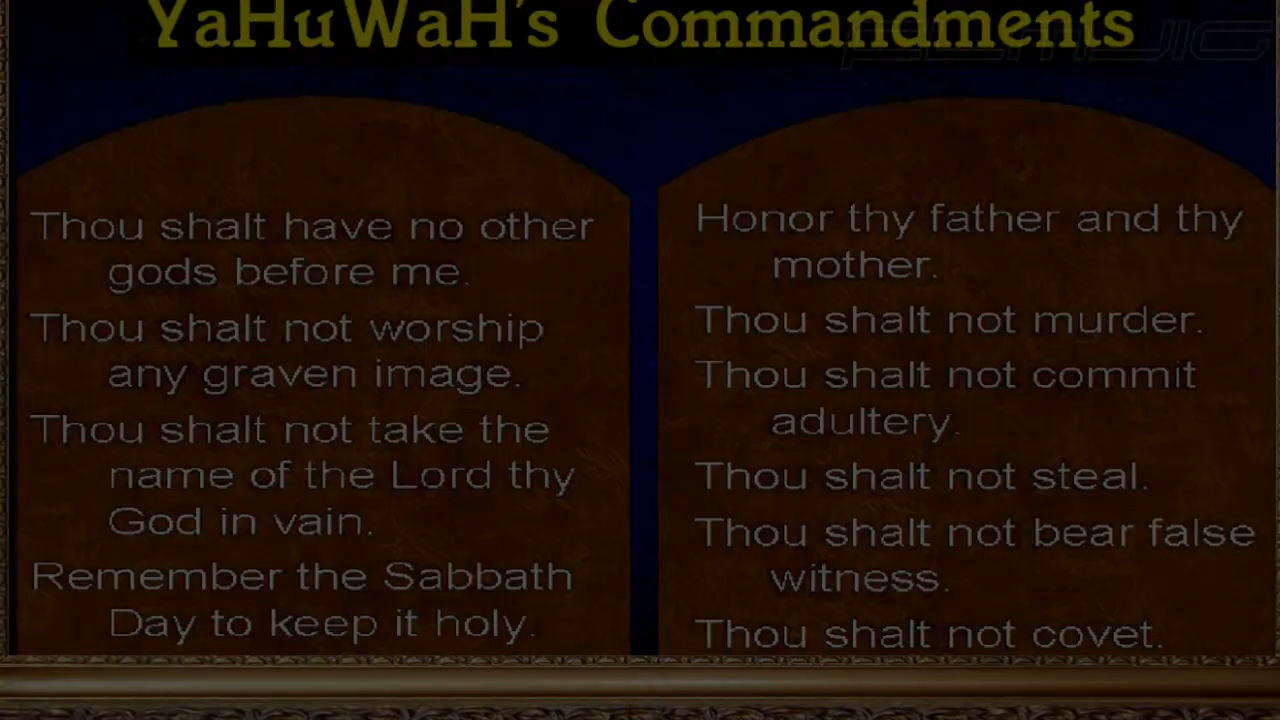 YaHuWaH's Commandments
Thou shalt have no other
gods before me.
Thou shalt not worship
any graven image.
Thou shalt not take the
name of the Lord thy
God in vain.
Remember the Sabbath
Day to keep it holy.
Honor thy father and thy
mother.
Thou shalt not murder.
Thou shalt not commit
adultery.
Thou shalt not steal.
Thou shalt not bear false
witness.
Thou shalt not covet.